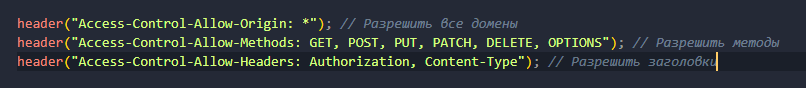 header("Access-Control-Allow-Origin: *"); // Разрешить все домены
header("Access-Control-Allow-Methods: GET, POST, PUT, PATCH, DELETE, OPTIONS"); // Разрешить методы
header("Access-Control-Allow-Headers: Authorization, Content-Type"); // Разрешить заголовки